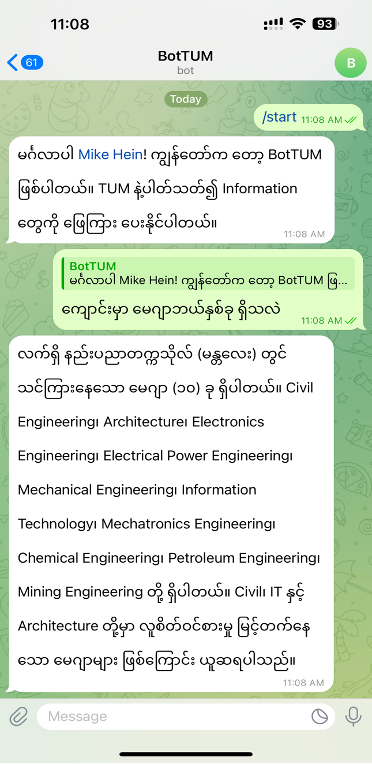 11:08
93
61
BotTUM
bot
B
Today
/start 11:08 AM
မင်္ဂလာပါ Mike Hein! ကျွန်တော်က တော့ BotTUM
ဖြစ်ပါတယ်။ TUM နဲ့ပါတ်သတ်၍ Information
တွေကို ဖြေကြား ပေးနိုင်ပါတယ်။
11:08 AM
BotTUM
မင်္ဂလာပါ Mike Hein! ကျွန်တော်က တော့ BotTUM ဖြ...
ကျောင်းမှာ မေဂျာဘယ်နှစ်ခု ရှိသလဲ
11:08 AM
လက်ရှိ နည်းပညာတက္ကသိုလ် (မန္တလေး) တွင်
သင်ကြားနေသော မေဂျာ (၁၀) ခု ရှိပါတယ်။ Civil
Engineering၊ Architecture၊ Electronics
Engineering၊ Electrical Power Engineering၊
Mechanical Engineering၊ Information
Technology၊ Mechatronics Engineering၊
Chemical Engineering၊ Petroleum Engineering၊
Mining Engineering တို့ ရှိပါတယ်။ Civil၊ IT နှင့်
Architecture တို့မှာ လူစိတ်ဝင်စားမှု မြင့်တက်နေ
သော မေဂျာများ ဖြစ်ကြောင်း ယူဆရပါသည်။
11:08 AM
Message